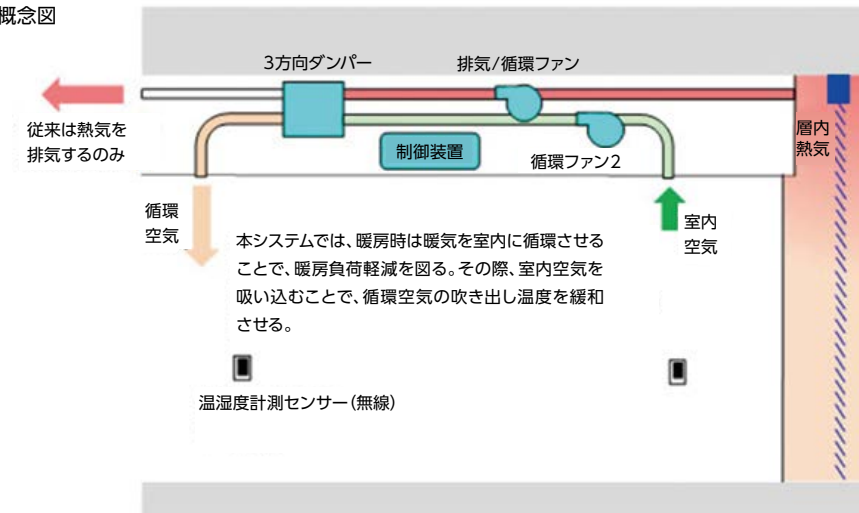 概念図
3方向ダンパー
排気/循環ファン
従来は熱気を
排気するのみ
制御装置
循環ファン2
層内
熱気
循環
空気
室内
空気
本システムでは、暖房時は暖気を室内に循環させる
ことで、暖房負荷軽減を図る。その際、室内空気を
吸い込むことで、循環空気の吹き出し温度を緩和
させる。
温湿度計測センサー(無線)